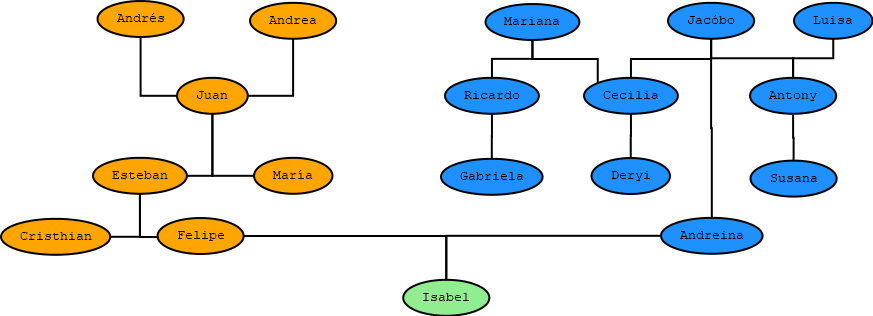 Andrés
Andrea
Mariana
Jacóbo
Luisa
Juan
Ricardo
Cecilia
Antony
Esteban
María
Gabriela
Deryi
Susana
Cristhian
Felipe
Andreina
Isabel